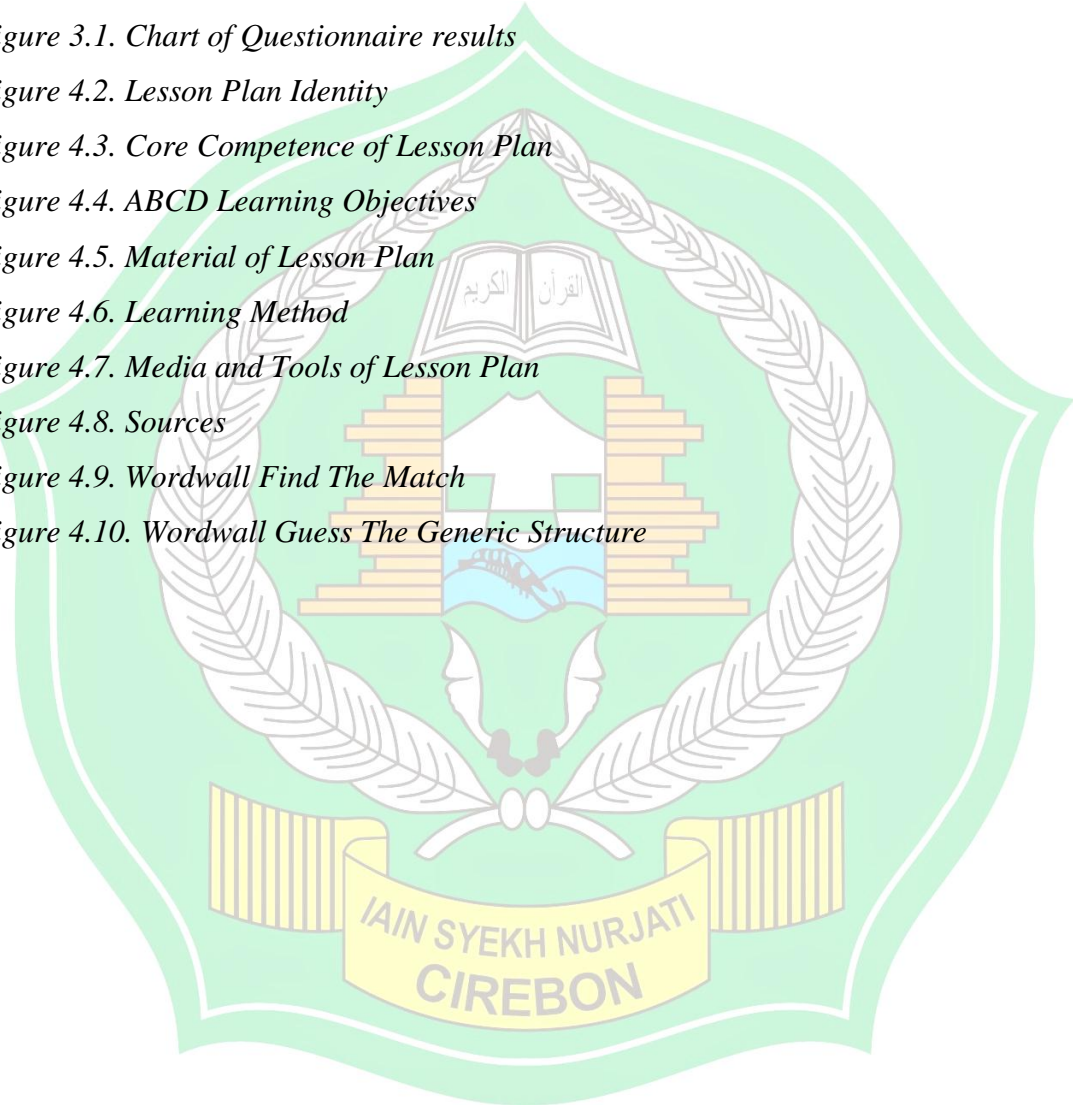 igure 3.1. Chart of Questionnaire results
igure 4.2. Lesson Plan Identity
igure 4.3. Core Competence of Lesson Plan
igure 4.4. ABCD Learning Objectives
igure 4.5. Material of Lesson Plan
igure 4.6. Learning Method
igure 4.7. Media and Tools of Lesson Plan
igure 4.8. Sources
igure 4.9. Wordwall Find The Match
igure 4.10. Wordwall Guess The Generic Structure
القرأن الكريم
IAIN SYEKH NURJATI
CIREBON